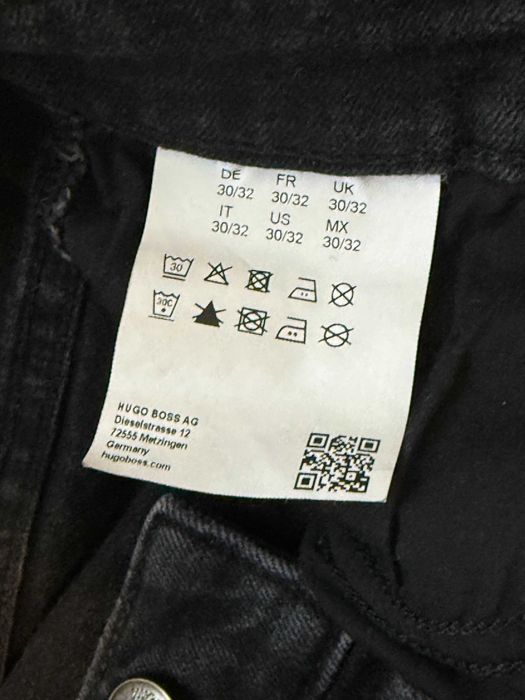 DE FR UK
30/32 30/32 30/32
IT US MX
30/32 30/32 30/32
30
30C
HUGO BOSS AG
Dieselstrasse 12
72555 Metzingen
Germany
hugoboss.com